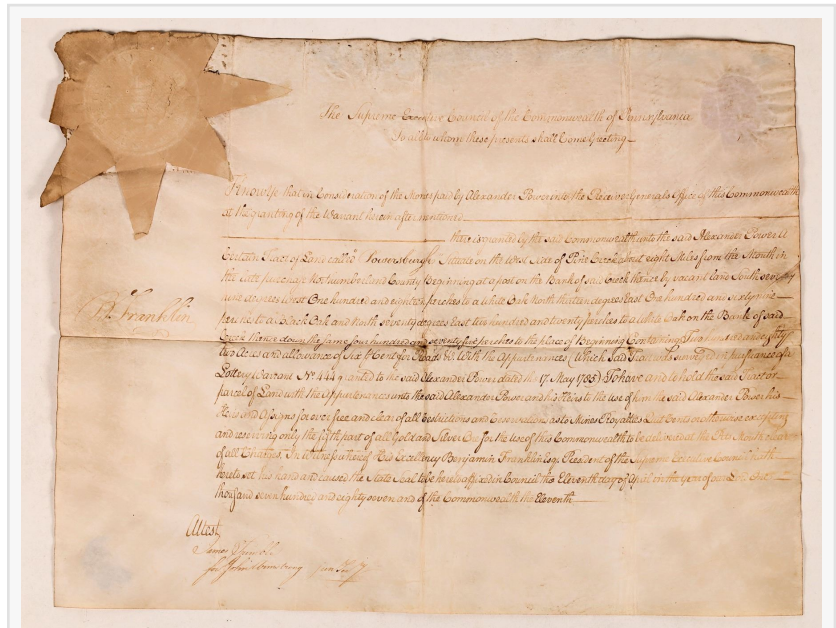 The Supreme Executive Council of the Commonwealth of Pennsylvania
To all to whom these presents shall Come Greeting
Know Ye that in Consideration of the Monies paid by Alexander Power into the Receiver Generals Office of this Commonwealth
at the granting of the Warrant herein after mentioned
there is granted by the said Commonwealth unto the said Alexander Power A
Certain Tract of Land called Powersburgh Situate on the West Side of Pine Creek about eight Miles from the Mouth in
the late purchase Northumberland County Beginning at a post on the Bank of said Creek thence by vacant land South seventy
degrees West One hundred and eighteen perches to a White Oak North thirteen degrees East One hundred and sixty nine
perches to a Black Oak and North seventy degrees East two hundred and twenty perches to a White Oak on the Bank of said
Creek thence down the same four hundred and seventy five perches to the place of Beginning Containing Two hundred and eighty
two Acres and allowance of Six P Cent for Roads &c With the Appurtenances (Which said Tract was surveyed in pursuance of a
Lottery Warrant No. 444 granted to the said Alexander Power dated the 17 May 1785) To have and to hold the said Tract or
parcel of Land with the Appurtenances unto the said Alexander Power and his Heirs to the use of him the said Alexander Power his
Heirs and Assigns for ever free and clear of all Restrictions and Reservations as to Mines Royalties Quit Rents or otherwise excepting
and reserving only the fifth part of all Gold and Silver Ore for the Use of this Commonwealth to be delivered at the Pits Mouth clear
of all Charges. In witness whereof His Excellency Benjamin Franklin Esqr. President of the Supreme Executive Council hath
hereto set his hand and caused the State Seal to be hereto affixed in Council the Eleventh day of April in the year of our Lord One
thousand seven hundred and eighty seven and of the Commonwealth the Eleventh
B Franklin
Attest
James Trimble
for John Armstrong Jun